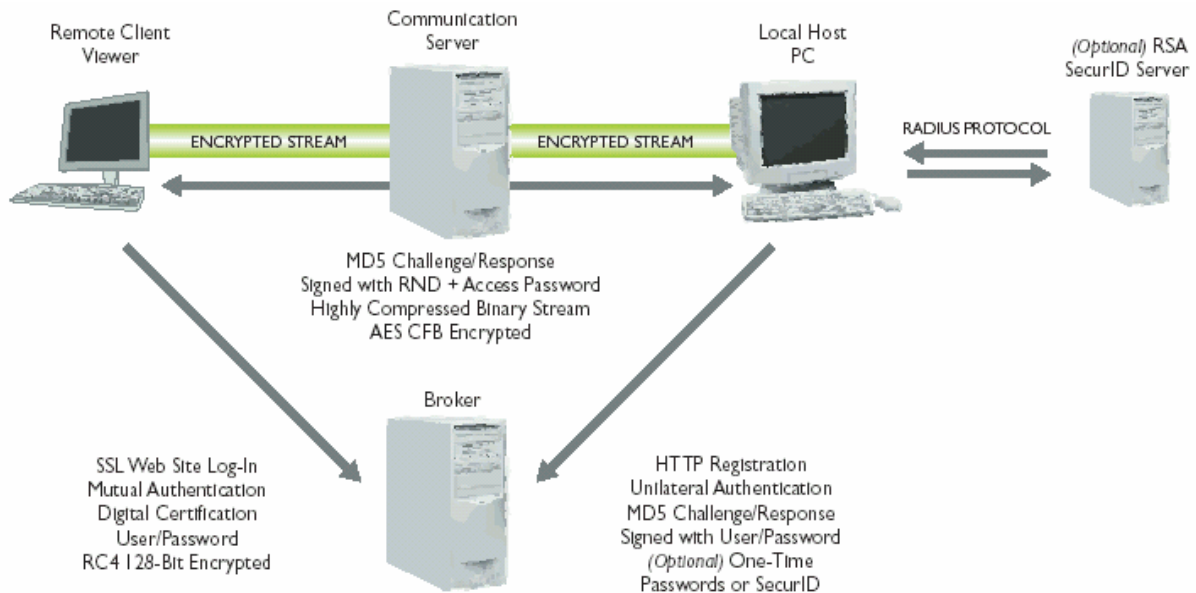 Remote Client
Viewer
Communication
Server
Local Host
PC
(Optional) RSA
SecurID Server
ENCRYPTED STREAM
ENCRYPTED STREAM
RADIUS PROTOCOL
MD5 Challenge/Response
Signed with RND + Access Password
Highly Compressed Binary Stream
AES CFB Encrypted
Broker
SSL Web Site Log-In
Mutual Authentication
Digital Certification
User/Password
RC4 128-Bit Encrypted
HTTP Registration
Unilateral Authentication
MD5 Challenge/Response
Signed with User/Password
(Optional) One-Time
Passwords or SecurID